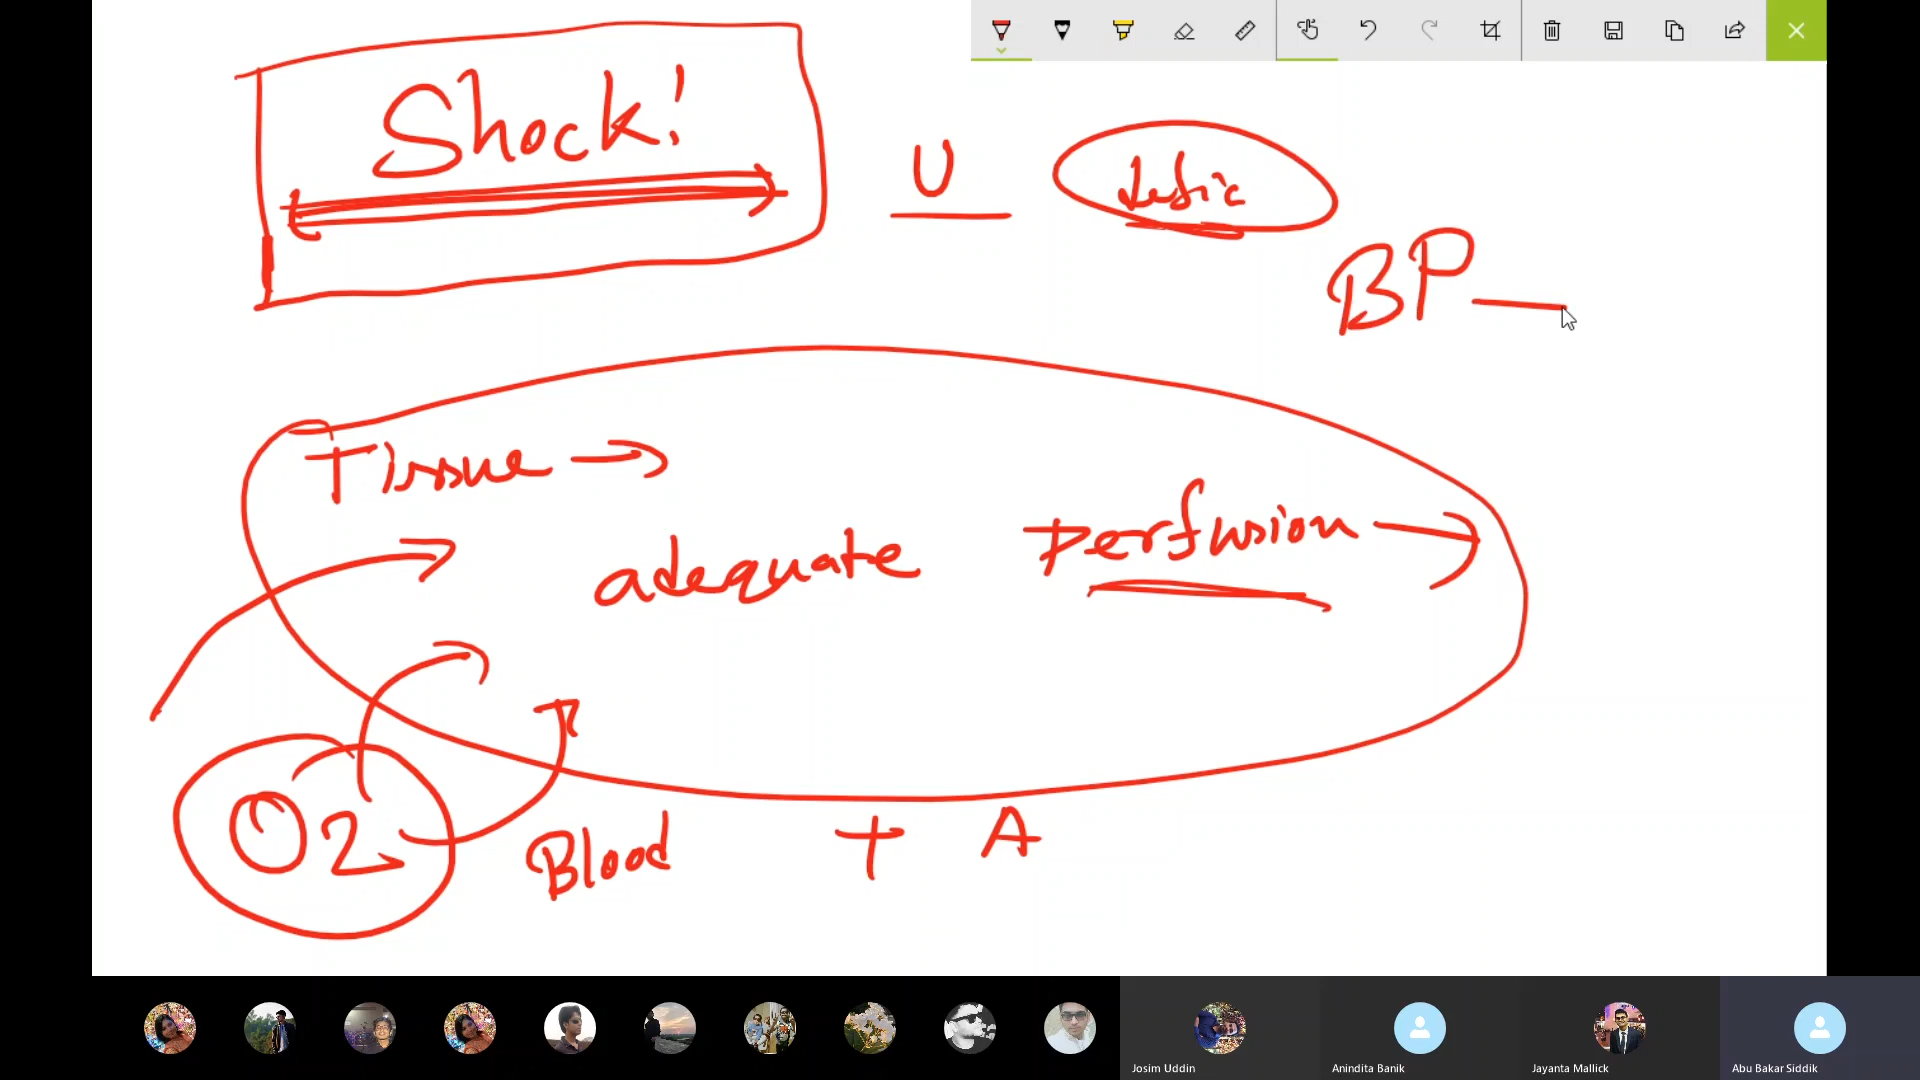 Shock!
U
BP
Tissue →
adequate perfusion →
O2
Blood + A
Josim Uddin
Anindita Banik
Jayanta Mallick
Abu Bakar Siddik